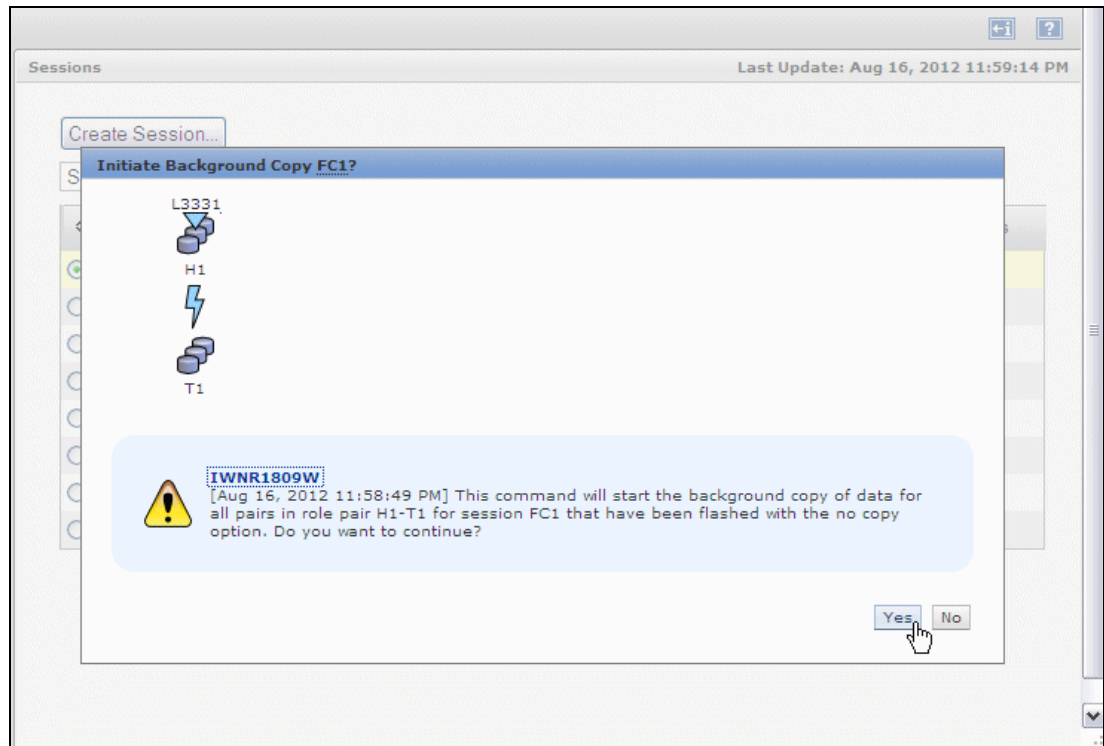 Sessions
Last Update: Aug 16, 2012 11:59:14 PM
Create Session...
S
Initiate Background Copy FC1?
L3331
H1
T1
IWNR1809W
[Aug 16, 2012 11:58:49 PM] This command will start the background copy of data for
all pairs in role pair H1-T1 for session FC1 that have been flashed with the no copy
option. Do you want to continue?
Yes
No